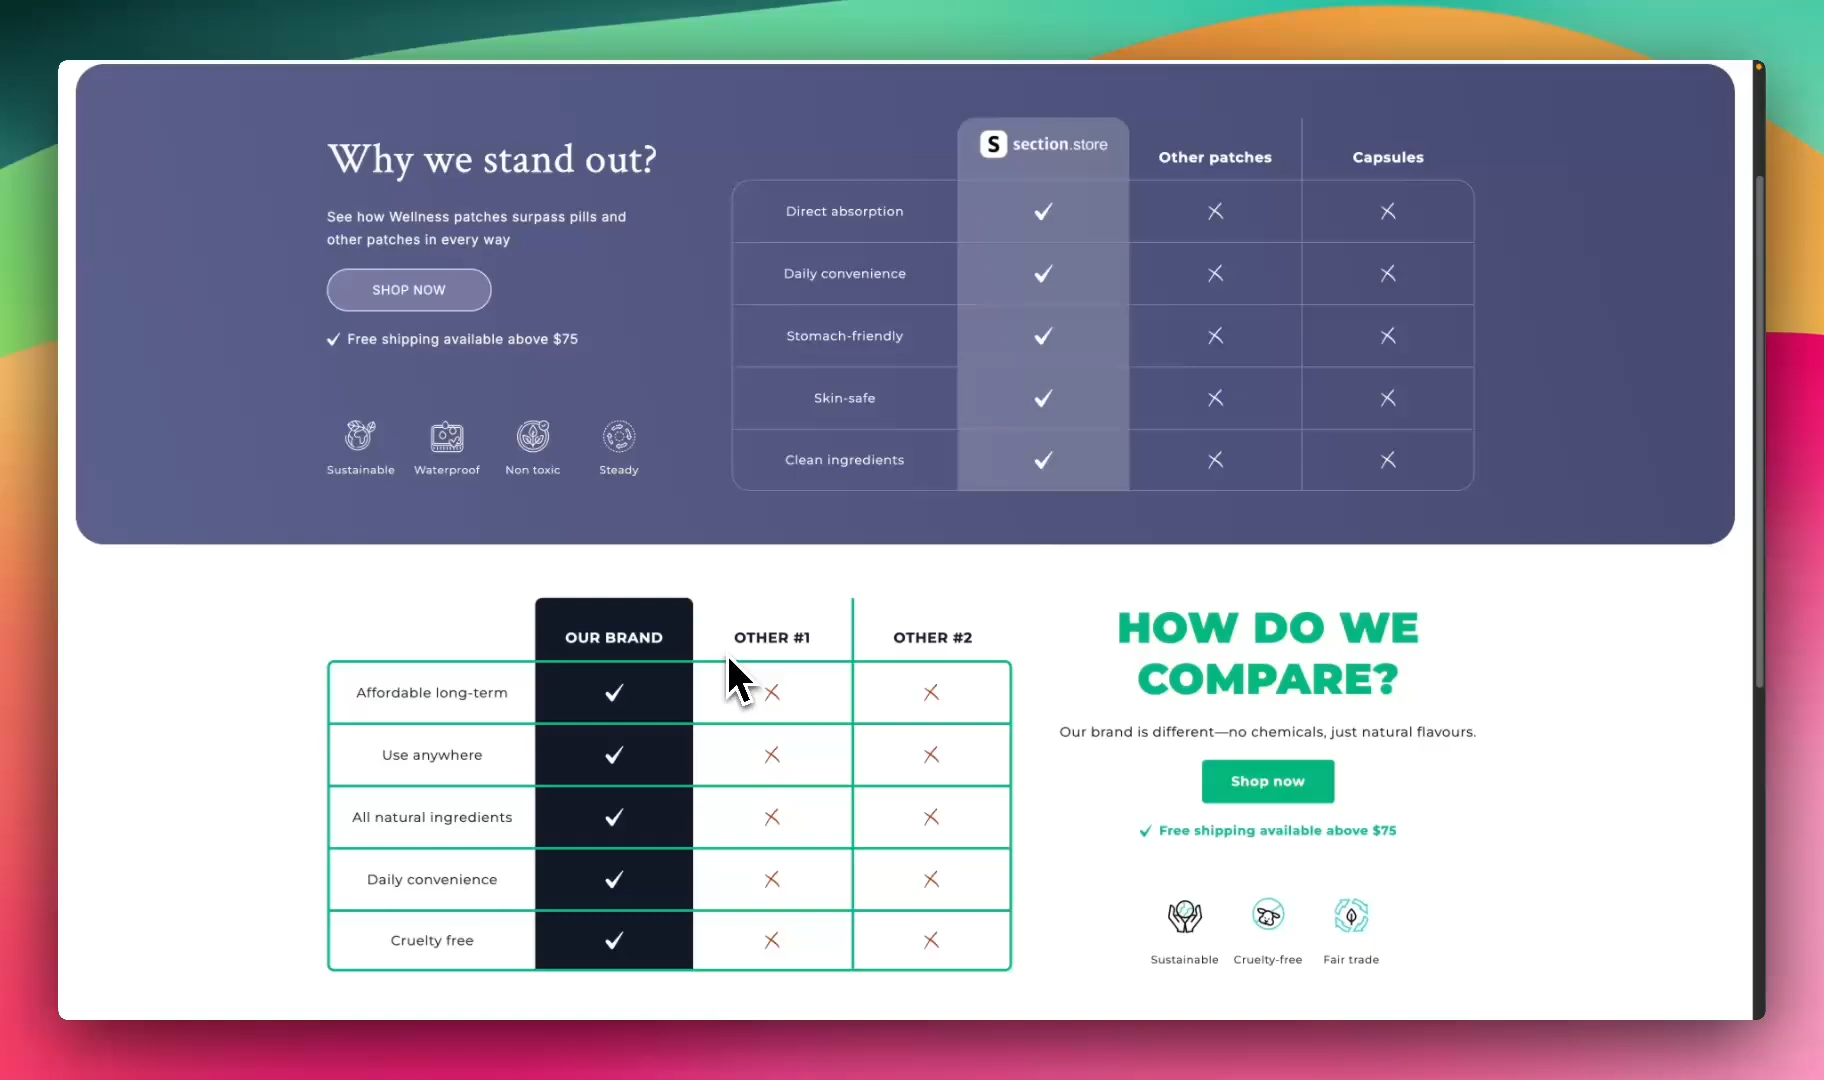 Why we stand out?
See how Wellness patches surpass pills and
other patches in every way
SHOP NOW
Free shipping available above $75
Sustainable
Waterproof
Non toxic
Steady
S section.store
Other patches
Capsules
Direct absorption
Daily convenience
Stomach-friendly
Skin-safe
Clean ingredients
OUR BRAND
OTHER #1
OTHER #2
Affordable long-term
Use anywhere
All natural ingredients
Daily convenience
Cruelty free
HOW DO WE
COMPARE?
Our brand is different—no chemicals, just natural flavours.
Shop now
Free shipping available above $75
Sustainable
Cruelty-free
Fair trade